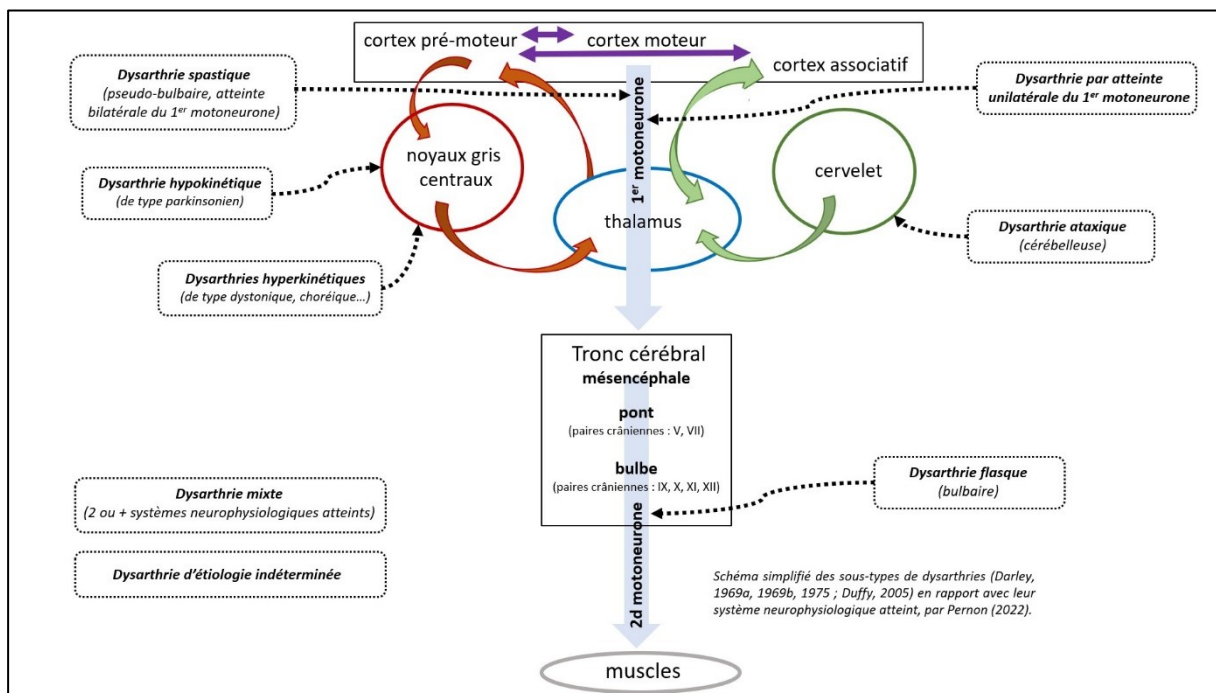 cortex pré-moteur
cortex moteur
cortex associatif
Dysarthrie spastique
(pseudo-bulbaire, atteinte
bilatérale du 1er motoneurone)
Dysarthrie par atteinte
unilatérale du 1er motoneurone
1er motoneurone
noyaux gris
centraux
cervelet
Dysarthrie hypokinétique
(de type parkinsonien)
thalamus
Dysarthrie ataxique
(cérébelleuse)
Dysarthries hyperkinétiques
(de type dystonique, choréique…)
Tronc cérébral
mésencéphale
pont
(paires crâniennes : V, VII)
bulbe
(paires crâniennes : IX, X, XI, XII)
Dysarthrie flasque
(bulbaire)
Dysarthrie mixte
(2 ou + systèmes neurophysiologiques atteints)
2d motoneurone
Dysarthrie d'étiologie indéterminée
Schéma simplifié des sous-types de dysarthries (Darley,
1969a, 1969b, 1975 ; Duffy, 2005) en rapport avec leur
système neurophysiologique atteint, par Pernon (2022).
muscles